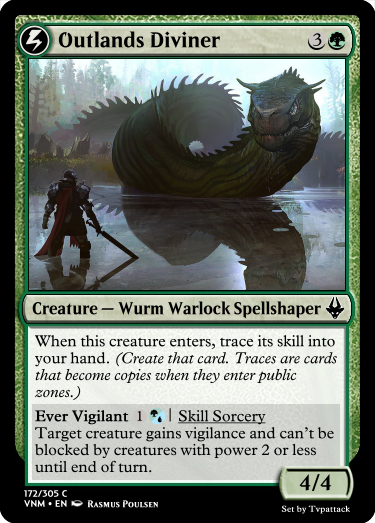 Outlands Diviner 3
Creature — Wurm Warlock Spellshaper
When this creature enters, trace its skill into
your hand. (Create that card. Traces are cards
that become copies when they enter public
zones.)
Ever Vigilant 1 | Skill Sorcery
Target creature gains vigilance and can't be
blocked by creatures with power 2 or less
until end of turn.
4/4
172/305 C
VNM • EN Rasmus Poulsen
Set by Tvpattack